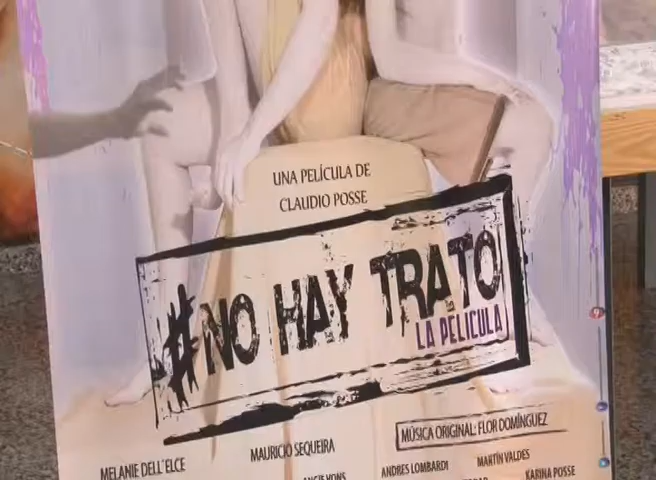 UNA PELÍCULA DE
CLAUDIO POSSE
#NO HAY TRATO
LA PELICULA
MÚSICA ORIGINAL: FLOR DOMÍNGUEZ
MELANIE DELL'ELCE MAURICIO SEQUEIRA ANDRES LOMBARDI MARTÍN VALDES
KARINA POSSE